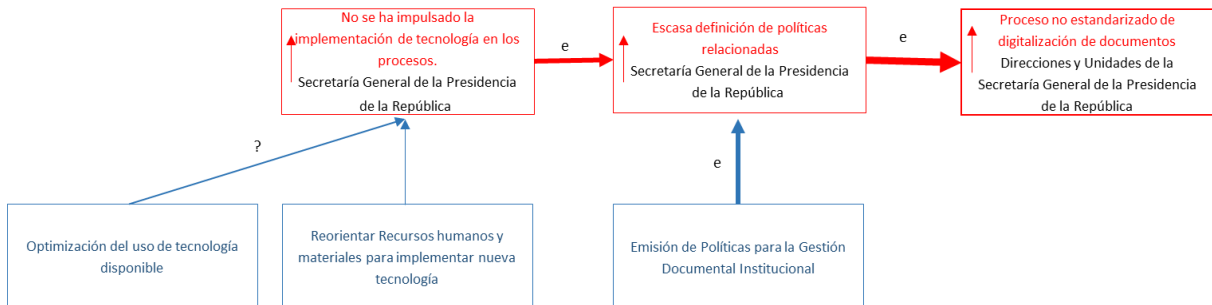 No se ha impulsado la
implementación de tecnología en los
procesos.
Secretaría General de la Presidencia
de la República
e
Escasa definición de políticas
relacionadas
Secretaría General de la Presidencia
de la República
e
Proceso no estandarizado de
digitalización de documentos
Direcciones y Unidades de la
Secretaría General de la Presidencia
de la República
?
e
Optimización del uso de tecnología
disponible
Reorientar Recursos humanos y
materiales para implementar nueva
tecnología
Emisión de Políticas para la Gestión
Documental Institucional